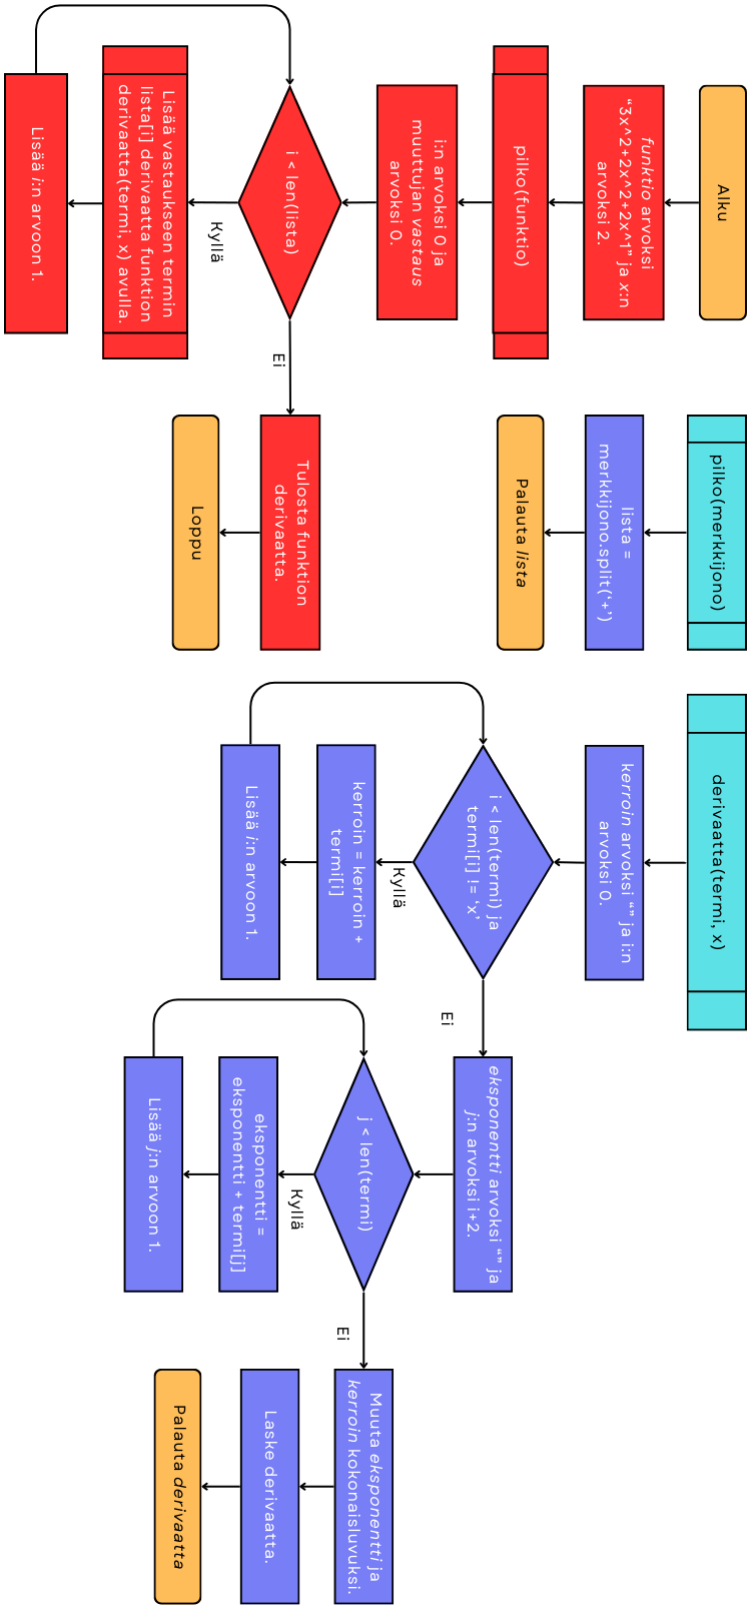 Alku
funktio arvoksi
“3x^2+2x^2+2x^1” ja x:n
arvoksi 2.
pilko(funktio)
i:n arvoksi 0 ja
muuttujan vastaus
arvoksi 0.
i < len(lista)
Kyllä
Lisää vastaukseen termin
lista[i] derivaatta funktion
derivaatta(termi, x) avulla.
Lisää i:n arvoon 1.
Ei
Tulosta funktion
derivaatta.
Loppu
pilko(merkkijono)
lista =
merkkijono.split(‘+’)
Palauta lista
derivaatta(termi, x)
kerroin arvoksi “” ja i:n
arvoksi 0.
i < len(termi) ja
termi[i] != ‘x’
Kyllä
kerroin = kerroin +
termi[i]
Lisää i:n arvoon 1.
Ei
eksponentti arvoksi “” ja
j:n arvoksi i+2.
j < len(termi)
Kyllä
eksponentti =
eksponentti + termi[j]
Lisää j:n arvoon 1.
Ei
Muuta eksponentti ja
kerroin kokonaisluvuksi.
Laske derivaatta.
Palauta derivaatta